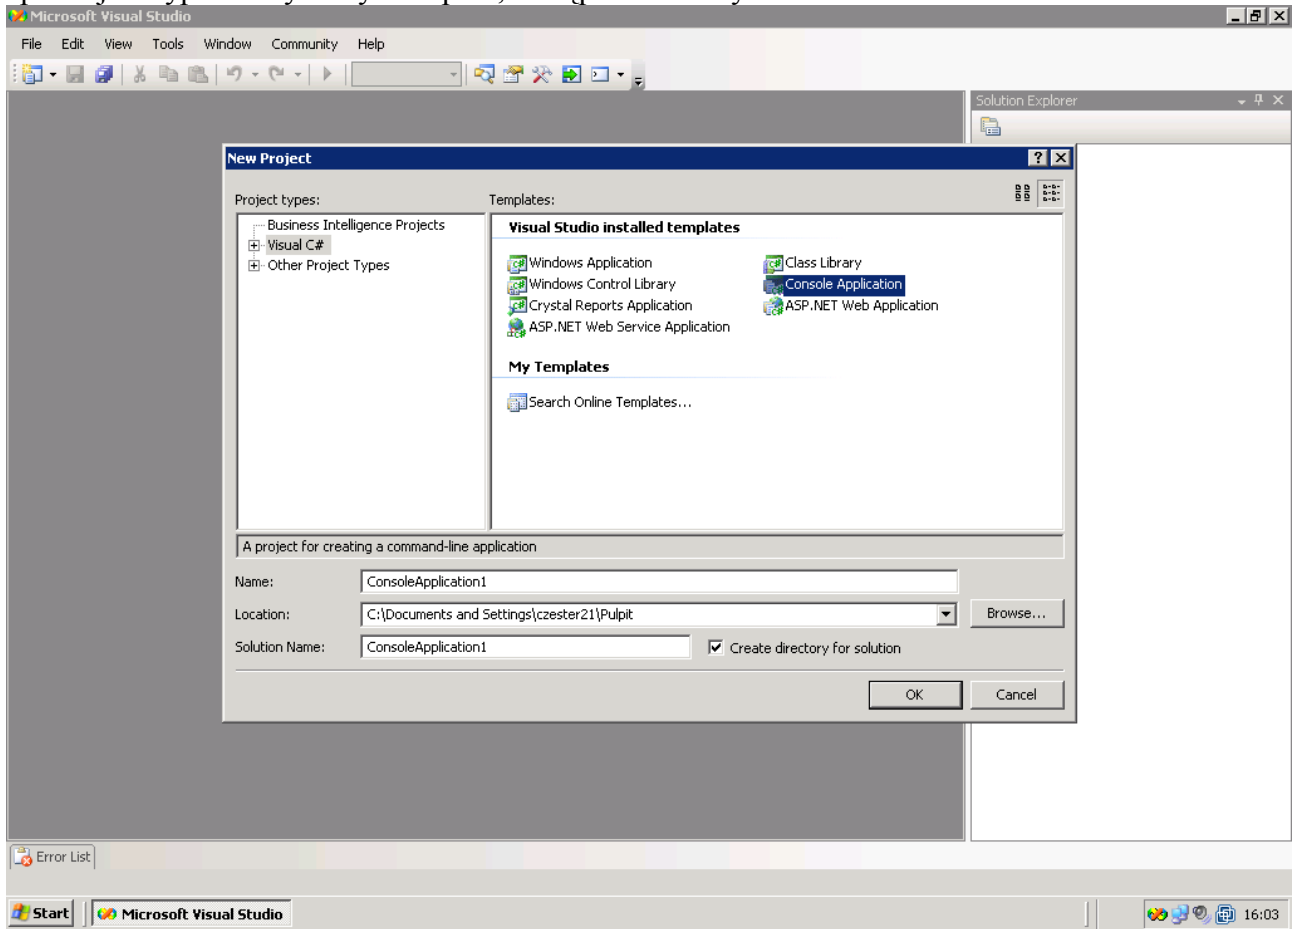 Microsoft Visual Studio
File Edit View Tools Window Community Help
Solution Explorer
New Project
Project types:
Templates:
Business Intelligence Projects
Visual C#
Other Project Types
Visual Studio installed templates
Windows Application
Class Library
Windows Control Library
Console Application
Crystal Reports Application
ASP.NET Web Application
ASP.NET Web Service Application
My Templates
Search Online Templates...
A project for creating a command-line application
Name:
ConsoleApplication1
Location:
C:\Documents and Settings\czester21\Pulpit
Browse...
Solution Name:
ConsoleApplication1
Create directory for solution
OK
Cancel
Error List
Start
Microsoft Visual Studio
16:03